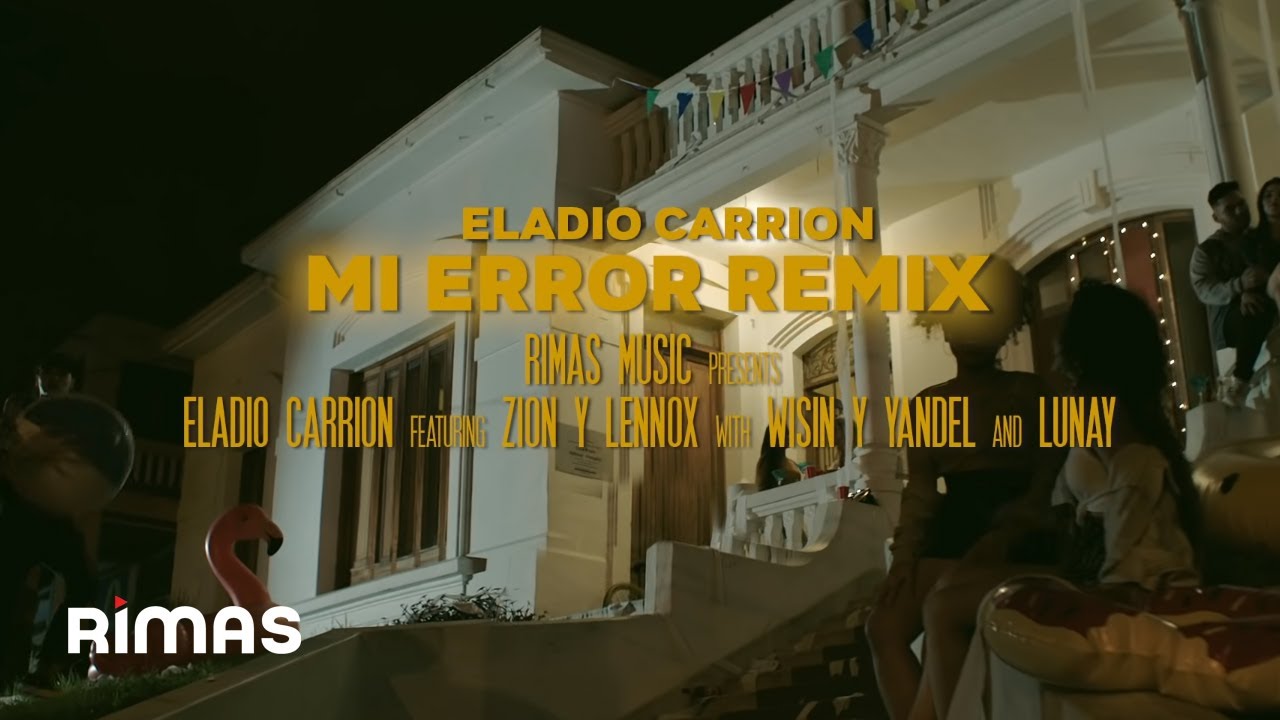 ELADIO CARRION
MI ERROR REMIX
RIMAS MUSIC PRESENTS
ELADIO CARRION FEATURING ZION Y LENNOX WITH WISIN Y YANDEL AND LUNAY
RIMAS